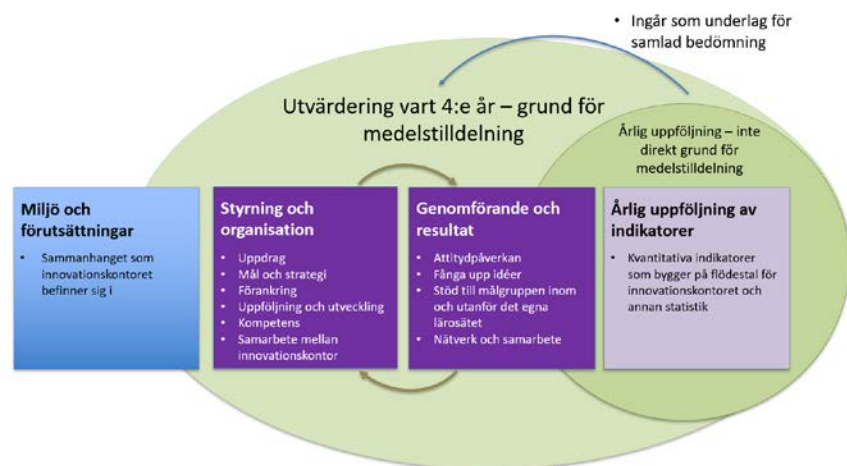 • Ingår som underlag för
samlad bedömning
Utvärdering vart 4:e år – grund för
medelstilldelning
Årlig uppföljning – inte
direkt grund för
medelstilldelning
Miljö och
förutsättningar
• Sammanhanget som
innovationskontoret
befinner sig i
Styrning och
organisation
• Uppdrag
• Mål och strategi
• Förankring
• Uppföljning och utveckling
• Kompetens
• Samarbete mellan
innovationskontor
Genomförande och
resultat
• Attitydpåverkan
• Fånga upp idéer
• Stöd till målgruppen inom
och utanför det egna
lärosätet
• Nätverk och samarbete
Årlig uppföljning av
indikatorer
• Kvantitativa indikatorer
som bygger på flödestal för
innovationskontoret och
annan statistik